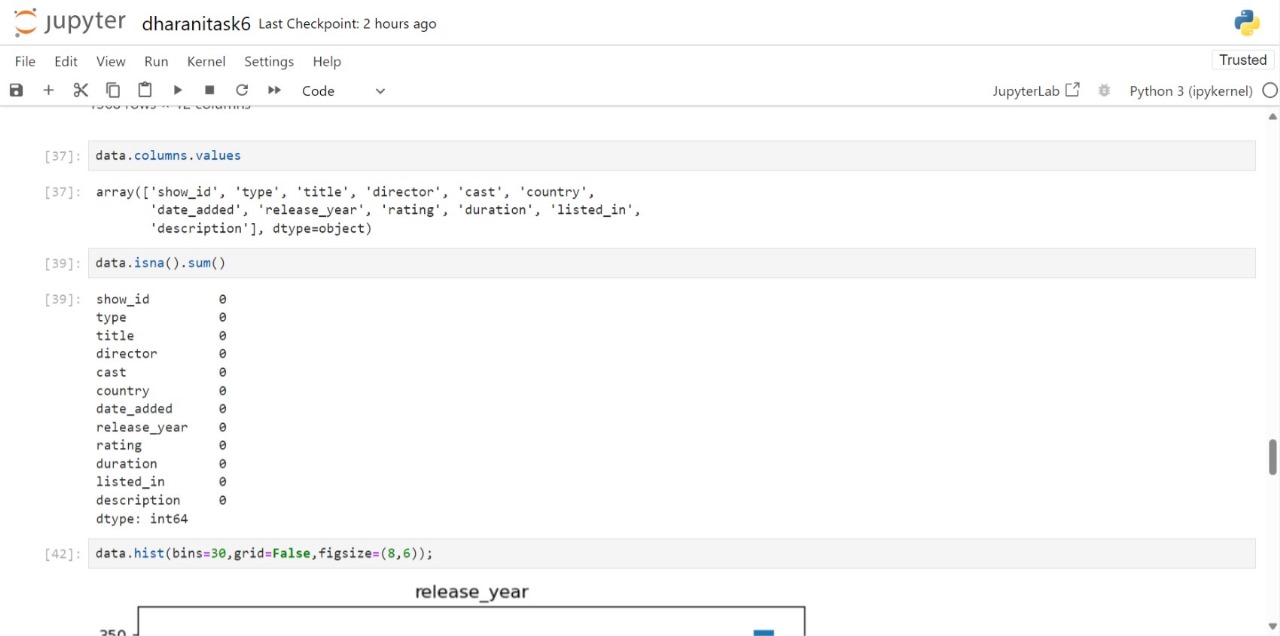 jupyter dharanitask6 Last Checkpoint: 2 hours ago
File Edit View Run Kernel Settings Help
Trusted
Code
JupyterLab Python 3 (ipykernel)
rows × 12 columns
[37]: data.columns.values
[37]: array(['show_id', 'type', 'title', 'director', 'cast', 'country',
'date_added', 'release_year', 'rating', 'duration', 'listed_in',
'description'], dtype=object)
[39]: data.isna().sum()
[39]: show_id 0
type 0
title 0
director 0
cast 0
country 0
date_added 0
release_year 0
rating 0
duration 0
listed_in 0
description 0
dtype: int64
[42]: data.hist(bins=30,grid=False,figsize=(8,6));
release_year
350